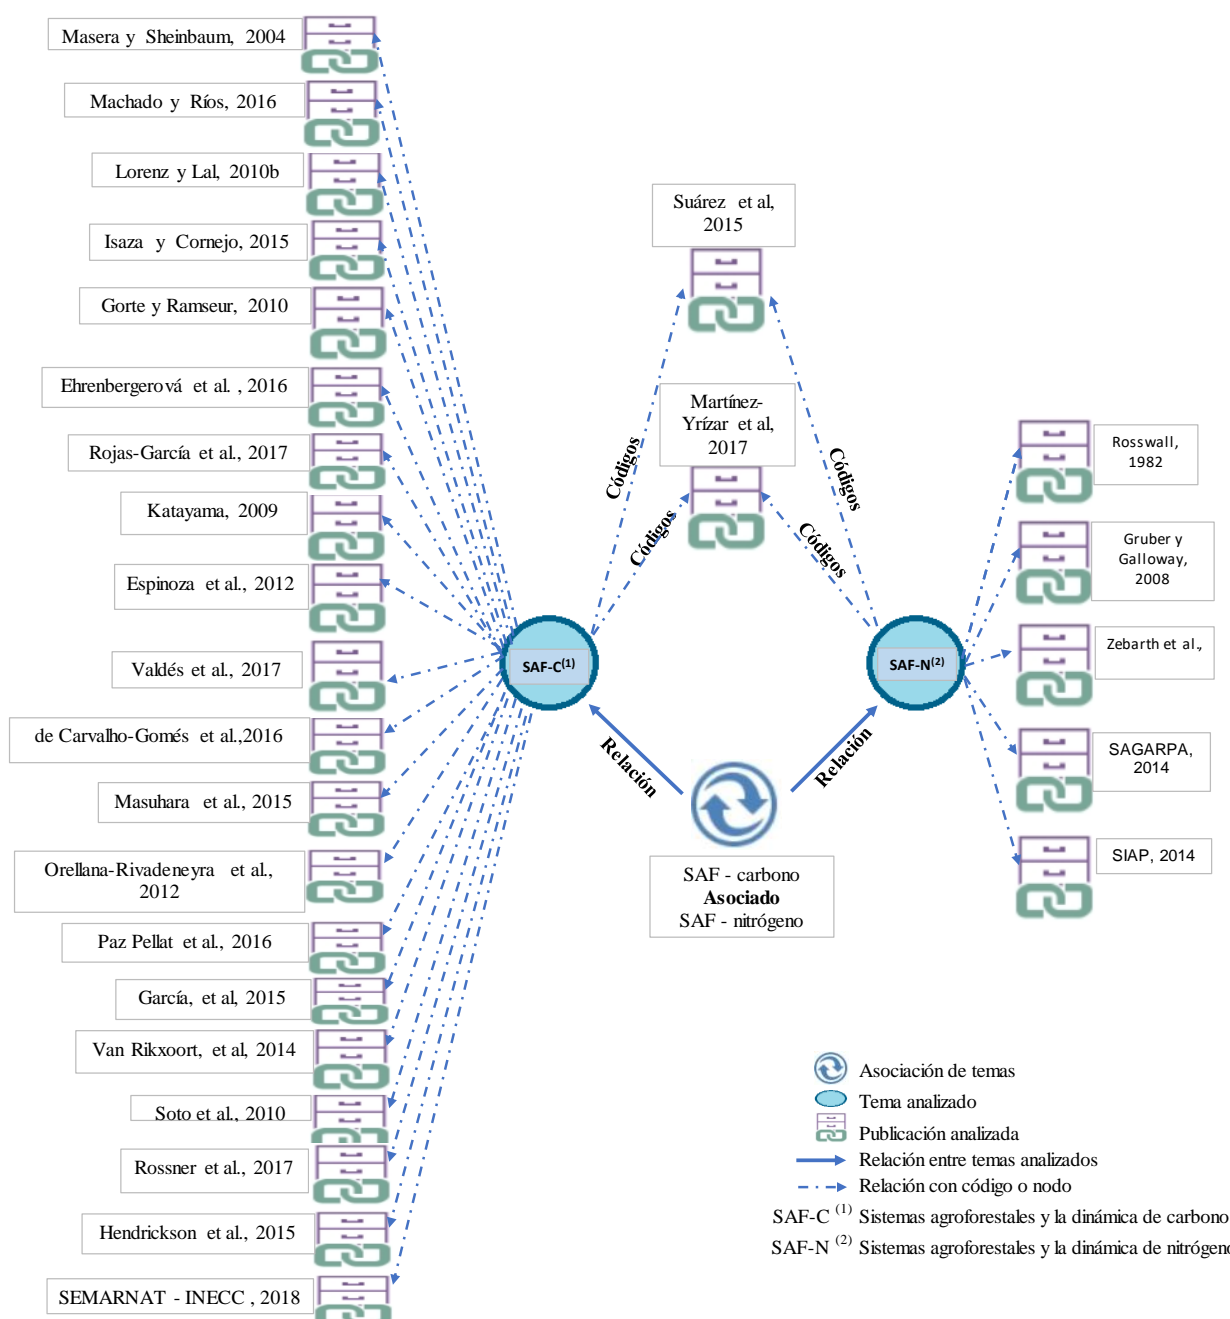 Masera y Sheinbaum, 2004
Machado y Ríos, 2016
Lorenz y Lal, 2010b
Isaza y Cornejo, 2015
Gorte y Ramseur, 2010
Ehrenbergerová et al. , 2016
Rojas-García et al., 2017
Katayama, 2009
Espinoza et al., 2012
Valdés et al., 2017
de Carvalho-Gomés et al.,2016
Masuhara et al., 2015
Orellana-Rivadeneyra et al.,
2012
Paz Pellat et al., 2016
García, et al, 2015
Van Rikxoort, et al, 2014
Soto et al., 2010
Rossner et al., 2017
Hendrickson et al., 2015
SEMARNAT - INECC , 2018
Suárez et al,
2015
Martínez-
Yrízar et al,
2017
Códigos
Códigos
Códigos
Códigos
SAF-C(1)
SAF-N(2)
Relación
Relación
SAF - carbono
Asociado
SAF - nitrógeno
Rosswall,
1982
Gruber y
Galloway,
2008
Zebarth et al.,
SAGARPA,
2014
SIAP, 2014
Asociación de temas
Tema analizado
Publicación analizada
Relación entre temas analizados
Relación con código o nodo
SAF-C (1) Sistemas agroforestales y la dinámica de carbono
SAF-N (2) Sistemas agroforestales y la dinámica de nitrógeno